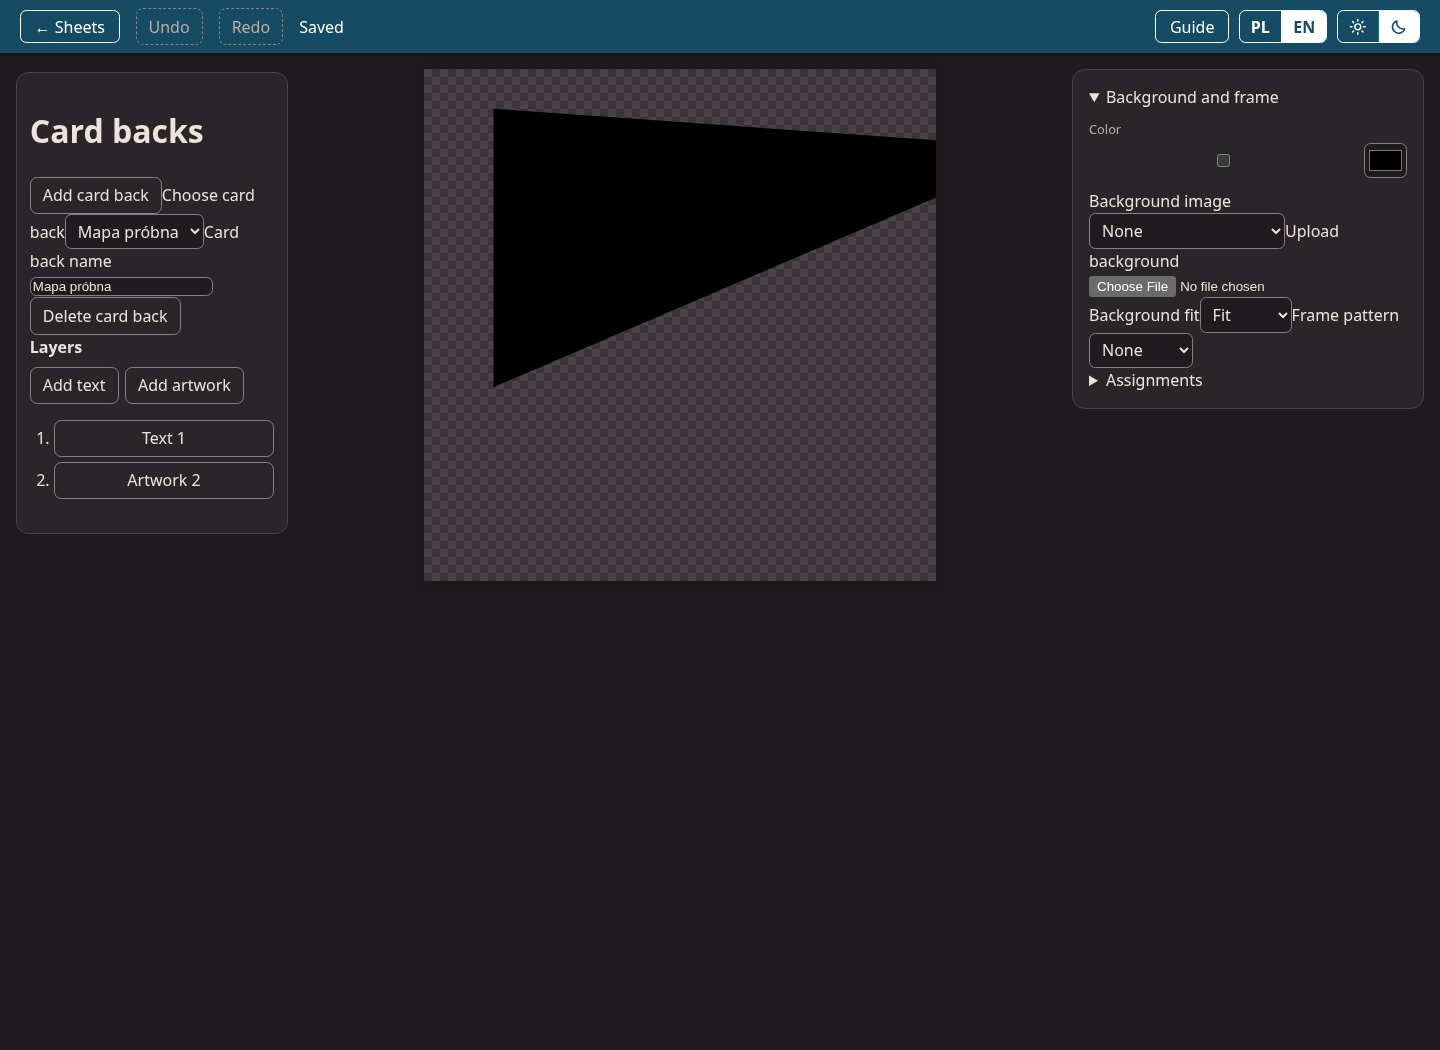 ← Sheets Undo Redo Saved Guide PL EN
Card backs
Add card back Choose card
back Mapa próbna Card
back name
Mapa próbna
Delete card back
Layers
Add text Add artwork
1. Text 1
2. Artwork 2
▼ Background and frame
Color
Background image
None Upload
background
Choose File No file chosen
Background fit Fit Frame pattern
None
▶ Assignments